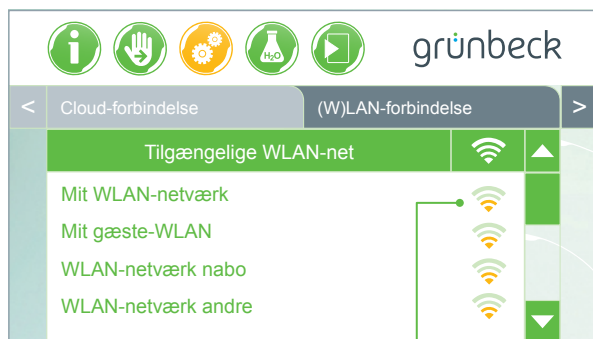 H₂O
grünbeck
< Cloud-forbindelse (W)LAN-forbindelse >
Tilgængelige WLAN-net
Mit WLAN-netværk
Mit gæste-WLAN
WLAN-netværk nabo
WLAN-netværk andre